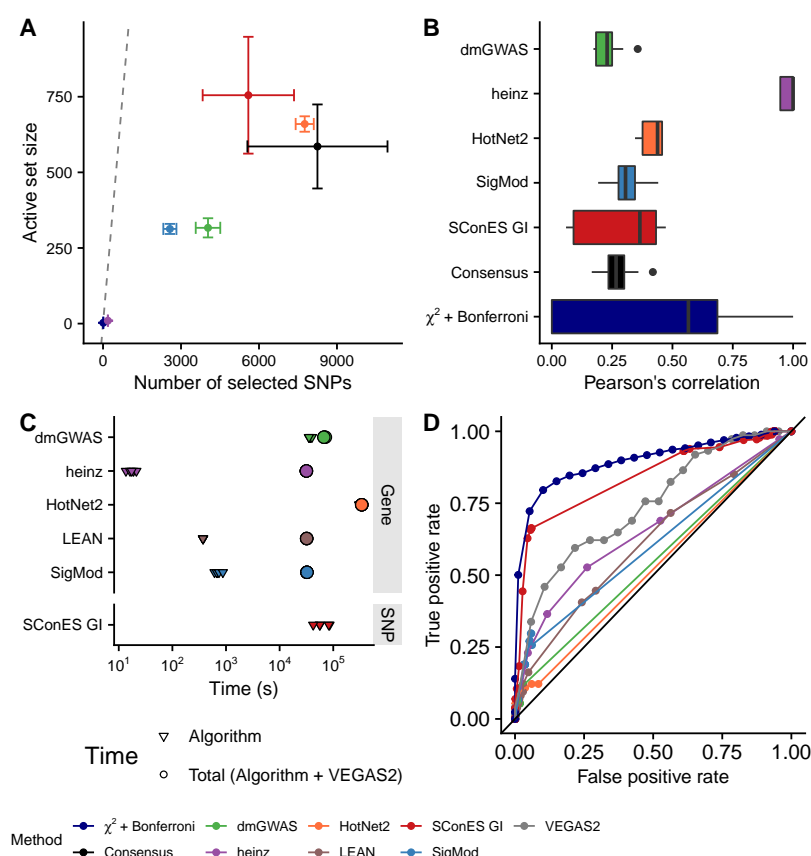 A
Active set size
750
500
250
0
0 3000 6000 9000
Number of selected SNPs
B
dmGWAS
heinz
HotNet2
SigMod
SConES GI
Consensus
χ² + Bonferroni
0.00 0.25 0.50 0.75 1.00
Pearson's correlation
C
dmGWAS
heinz
HotNet2
LEAN
SigMod
Gene
SConES GI
SNP
10¹ 10² 10³ 10⁴ 10⁵
Time (s)
Time
Algorithm
Total (Algorithm + VEGAS2)
D
True positive rate
1.00
0.75
0.50
0.25
0.00
0.00 0.25 0.50 0.75 1.00
False positive rate
Method
χ² + Bonferroni dmGWAS HotNet2 SConES GI VEGAS2
Consensus heinz LEAN SigMod